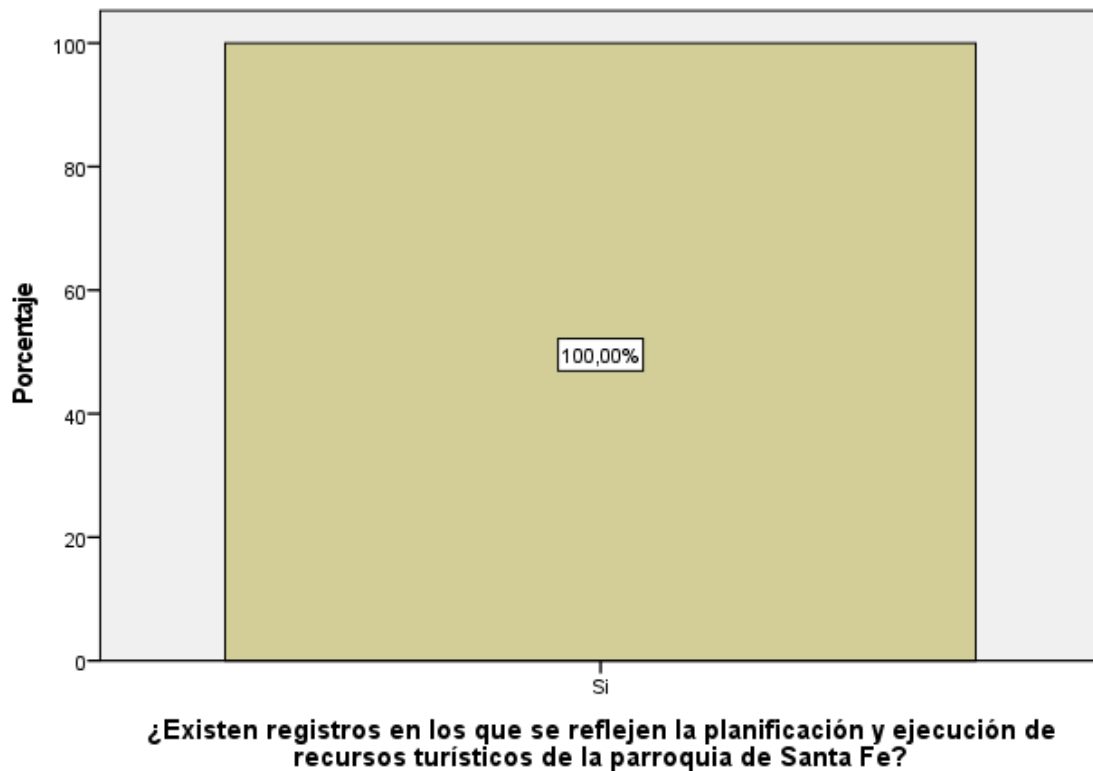 100
80
60
40
20
0
Porcentaje
100,00%
Si
¿Existen registros en los que se reflejen la planificación y ejecución de
recursos turísticos de la parroquia de Santa Fe?